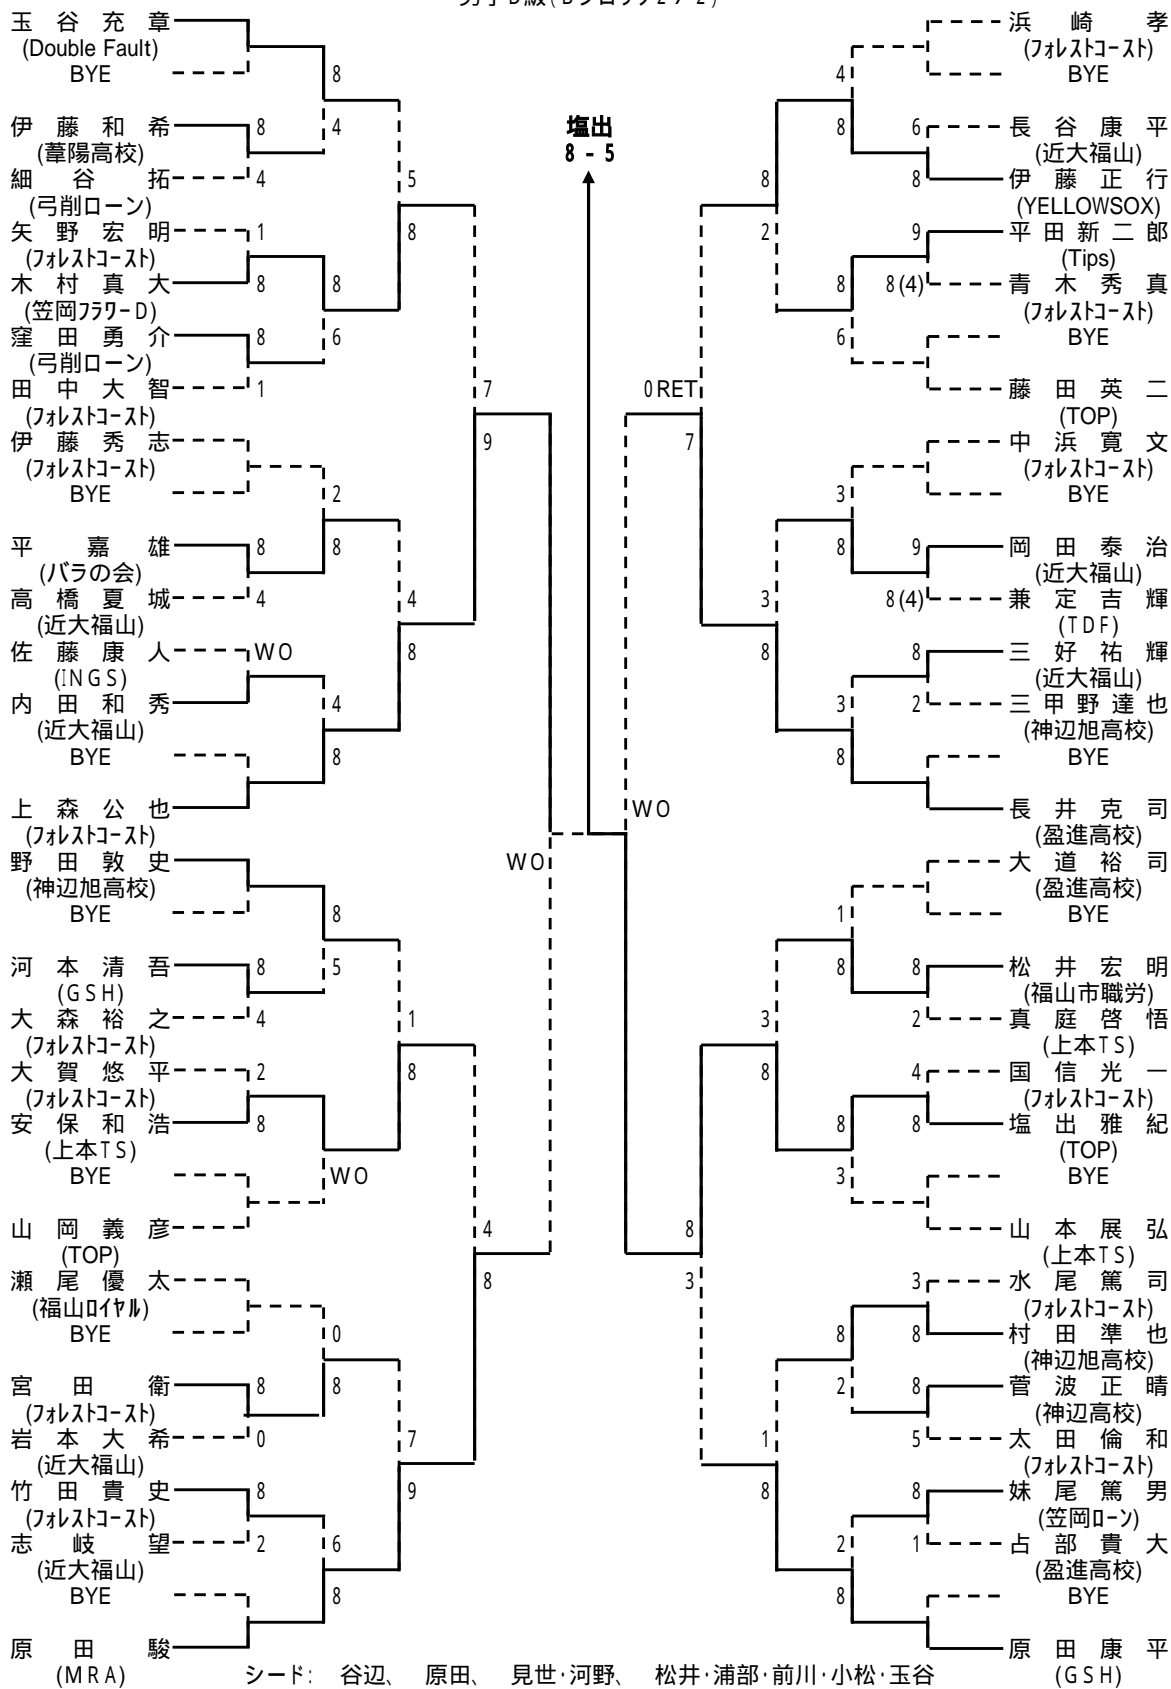 玉谷充章
(Double Fault)
BYE
伊藤和希
(葦陽高校)
細谷拓
(弓削ローン)
矢野宏明
(フォレストコースト)
木村真大
(笠岡フラワーD)
窪田勇介
(弓削ローン)
田中大智
(フォレストコースト)
伊藤秀志
(フォレストコースト)
BYE
平嘉雄
(バラの会)
高橋夏城
(近大福山)
佐藤康人
(INGS)
内田和秀
(近大福山)
BYE
上森公也
(フォレストコースト)
野田敦史
(神辺旭高校)
BYE
河本清吾
(GSH)
大森裕之
(フォレストコースト)
大賀悠平
(フォレストコースト)
安保和浩
(上本TS)
BYE
山岡義彦
(TOP)
瀬尾優太
(福山ロイヤル)
BYE
宮田衛
(フォレストコースト)
岩本大希
(近大福山)
竹田貴史
(フォレストコースト)
志岐望
(近大福山)
BYE
原田駿
(MRA)
8
4
1
8
8
1
8
4
WO
8
4
2
8
8
0
8
2
8
4
8
6
2
8
4
8
8
5
WO
0
8
6
8
5
8
4
8
1
8
7
9
7
9
4
8
WO
塩出
8 - 5
WO
0 RET
7
8
3
8
2
3
8
3
8
1
8
4
8
8
6
3
8
3
8
1
8
8
3
8
2
2
8
6
8
9
8(4)
9
8(4)
8
2
8
2
4
8
3
8
8
5
8
1
浜崎孝
(フォレストコースト)
BYE
長谷康平
(近大福山)
伊藤正行
(YELLOWSOX)
平田新二郎
(Tips)
青木秀真
(フォレストコースト)
BYE
藤田英二
(TOP)
中浜寛文
(フォレストコースト)
BYE
岡田泰治
(近大福山)
兼定吉輝
(TDF)
三好祐輝
(近大福山)
三甲野達也
(神辺旭高校)
BYE
長井克司
(盈進高校)
大道裕司
(盈進高校)
BYE
松井宏明
(福山市職労)
真庭啓悟
(上本TS)
国信光一
(フォレストコースト)
塩出雅紀
(TOP)
BYE
山本展弘
(上本TS)
水尾篤司
(フォレストコースト)
村田準也
(神辺旭高校)
菅波正晴
(神辺高校)
太田倫和
(フォレストコースト)
妹尾篤男
(笠岡ローン)
占部貴大
(盈進高校)
BYE
原田康平
(GSH)
シード: 谷辺、 原田、 見世・河野、 松井・浦部・前川・小松・玉谷